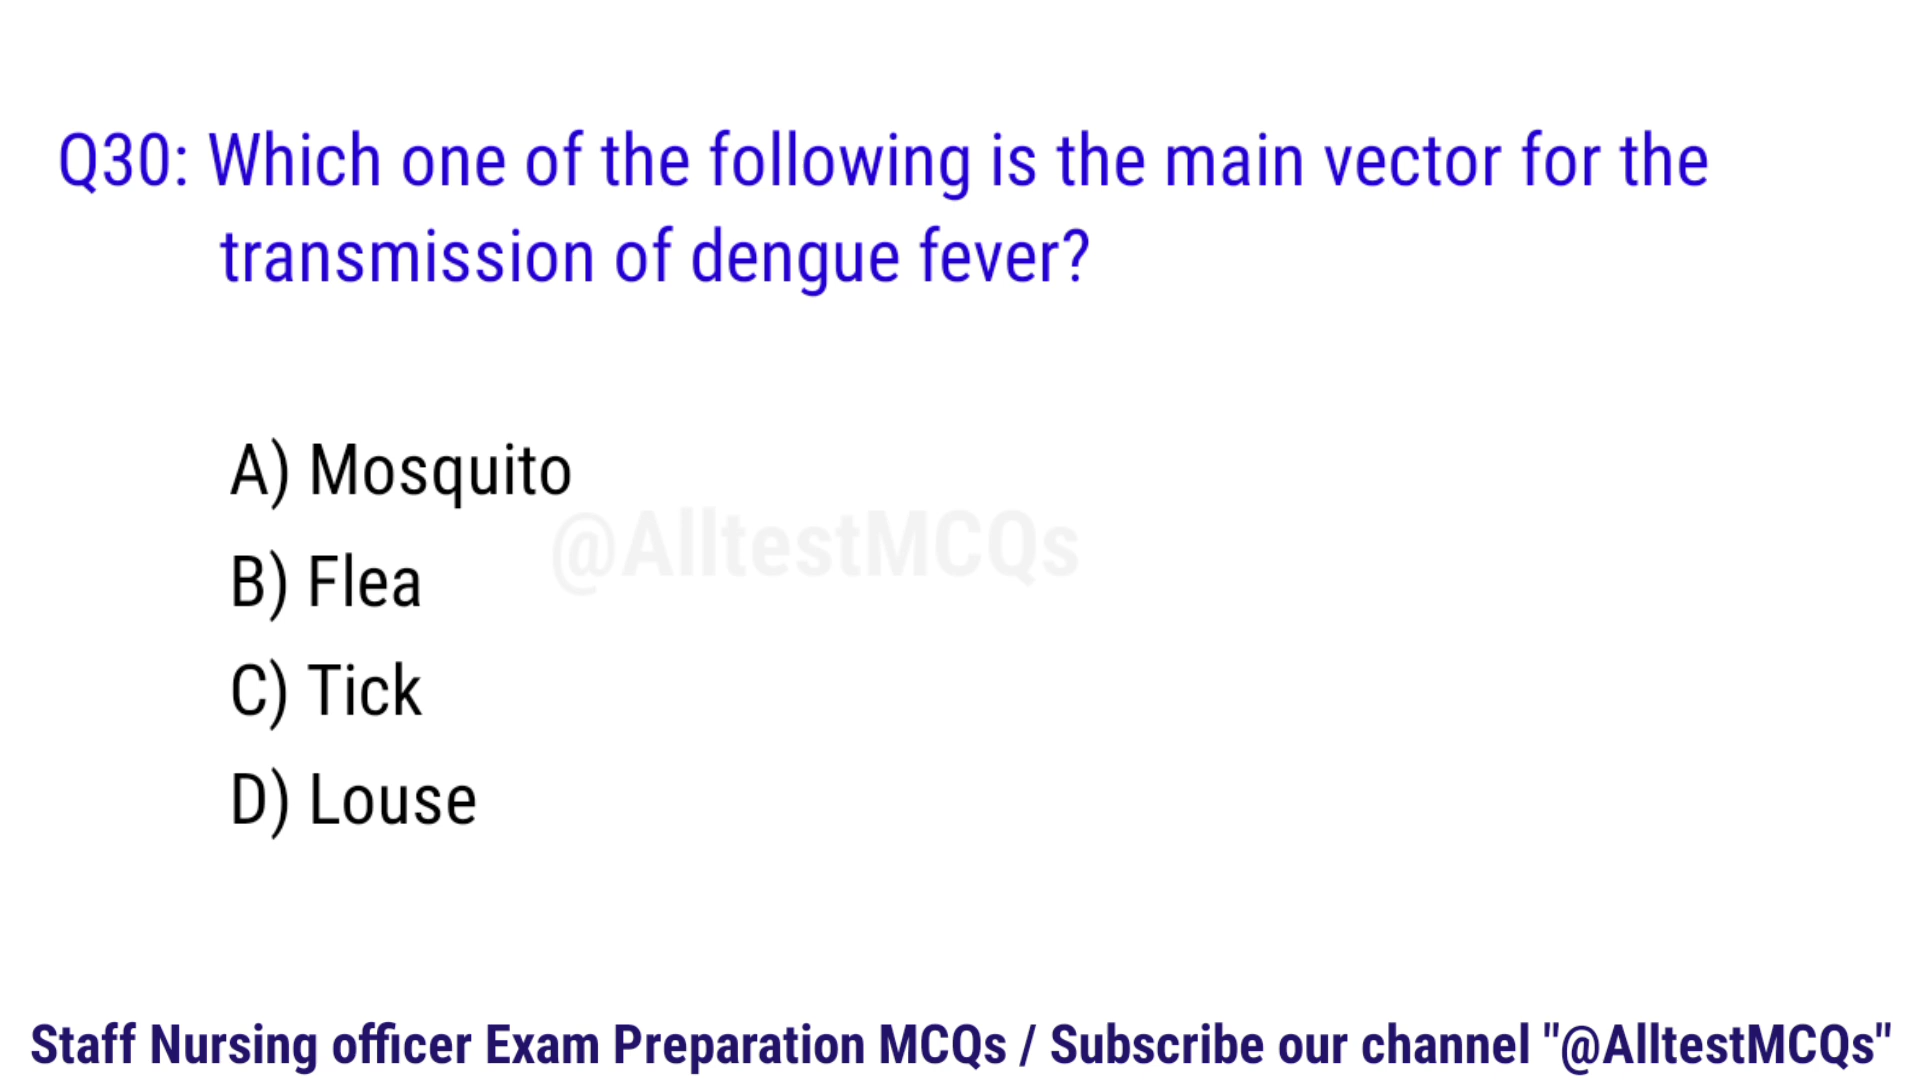 Q30: Which one of the following is the main vector for the
transmission of dengue fever?
A) Mosquito
@AlltestMCQs
B) Flea
C) Tick
D) Louse
Staff Nursing officer Exam Preparation MCQs / Subscribe our channel "@AlltestMCQs"